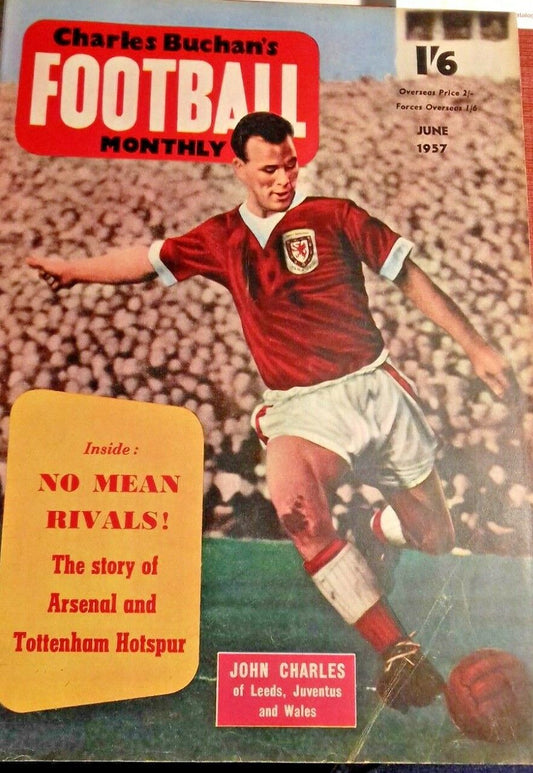 Charles Buchan's
FOOTBALL
MONTHLY
1'6
Overseas Price 2/-
Forces Overseas 1/6
JUNE
1957
Inside:
NO MEAN
RIVALS!
The story of
Arsenal and
Tottenham Hotspur
JOHN CHARLES
of Leeds, Juventus
and Wales